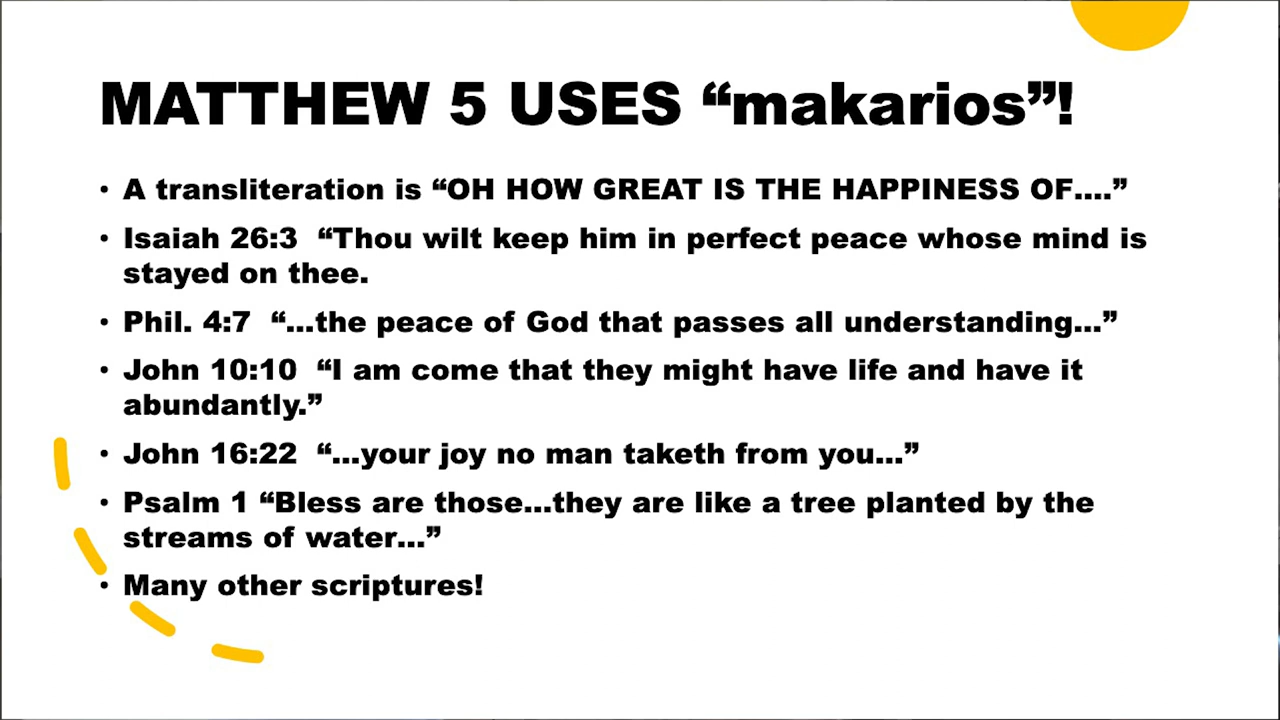 MATTHEW 5 USES “makarios”!
• A transliteration is “OH HOW GREAT IS THE HAPPINESS OF....”
• Isaiah 26:3  “Thou wilt keep him in perfect peace whose mind is
stayed on thee.
• Phil. 4:7  “...the peace of God that passes all understanding...”
• John 10:10  “I am come that they might have life and have it
abundantly.”
• John 16:22  “...your joy no man taketh from you...”
• Psalm 1 “Bless are those...they are like a tree planted by the
streams of water...”
• Many other scriptures!